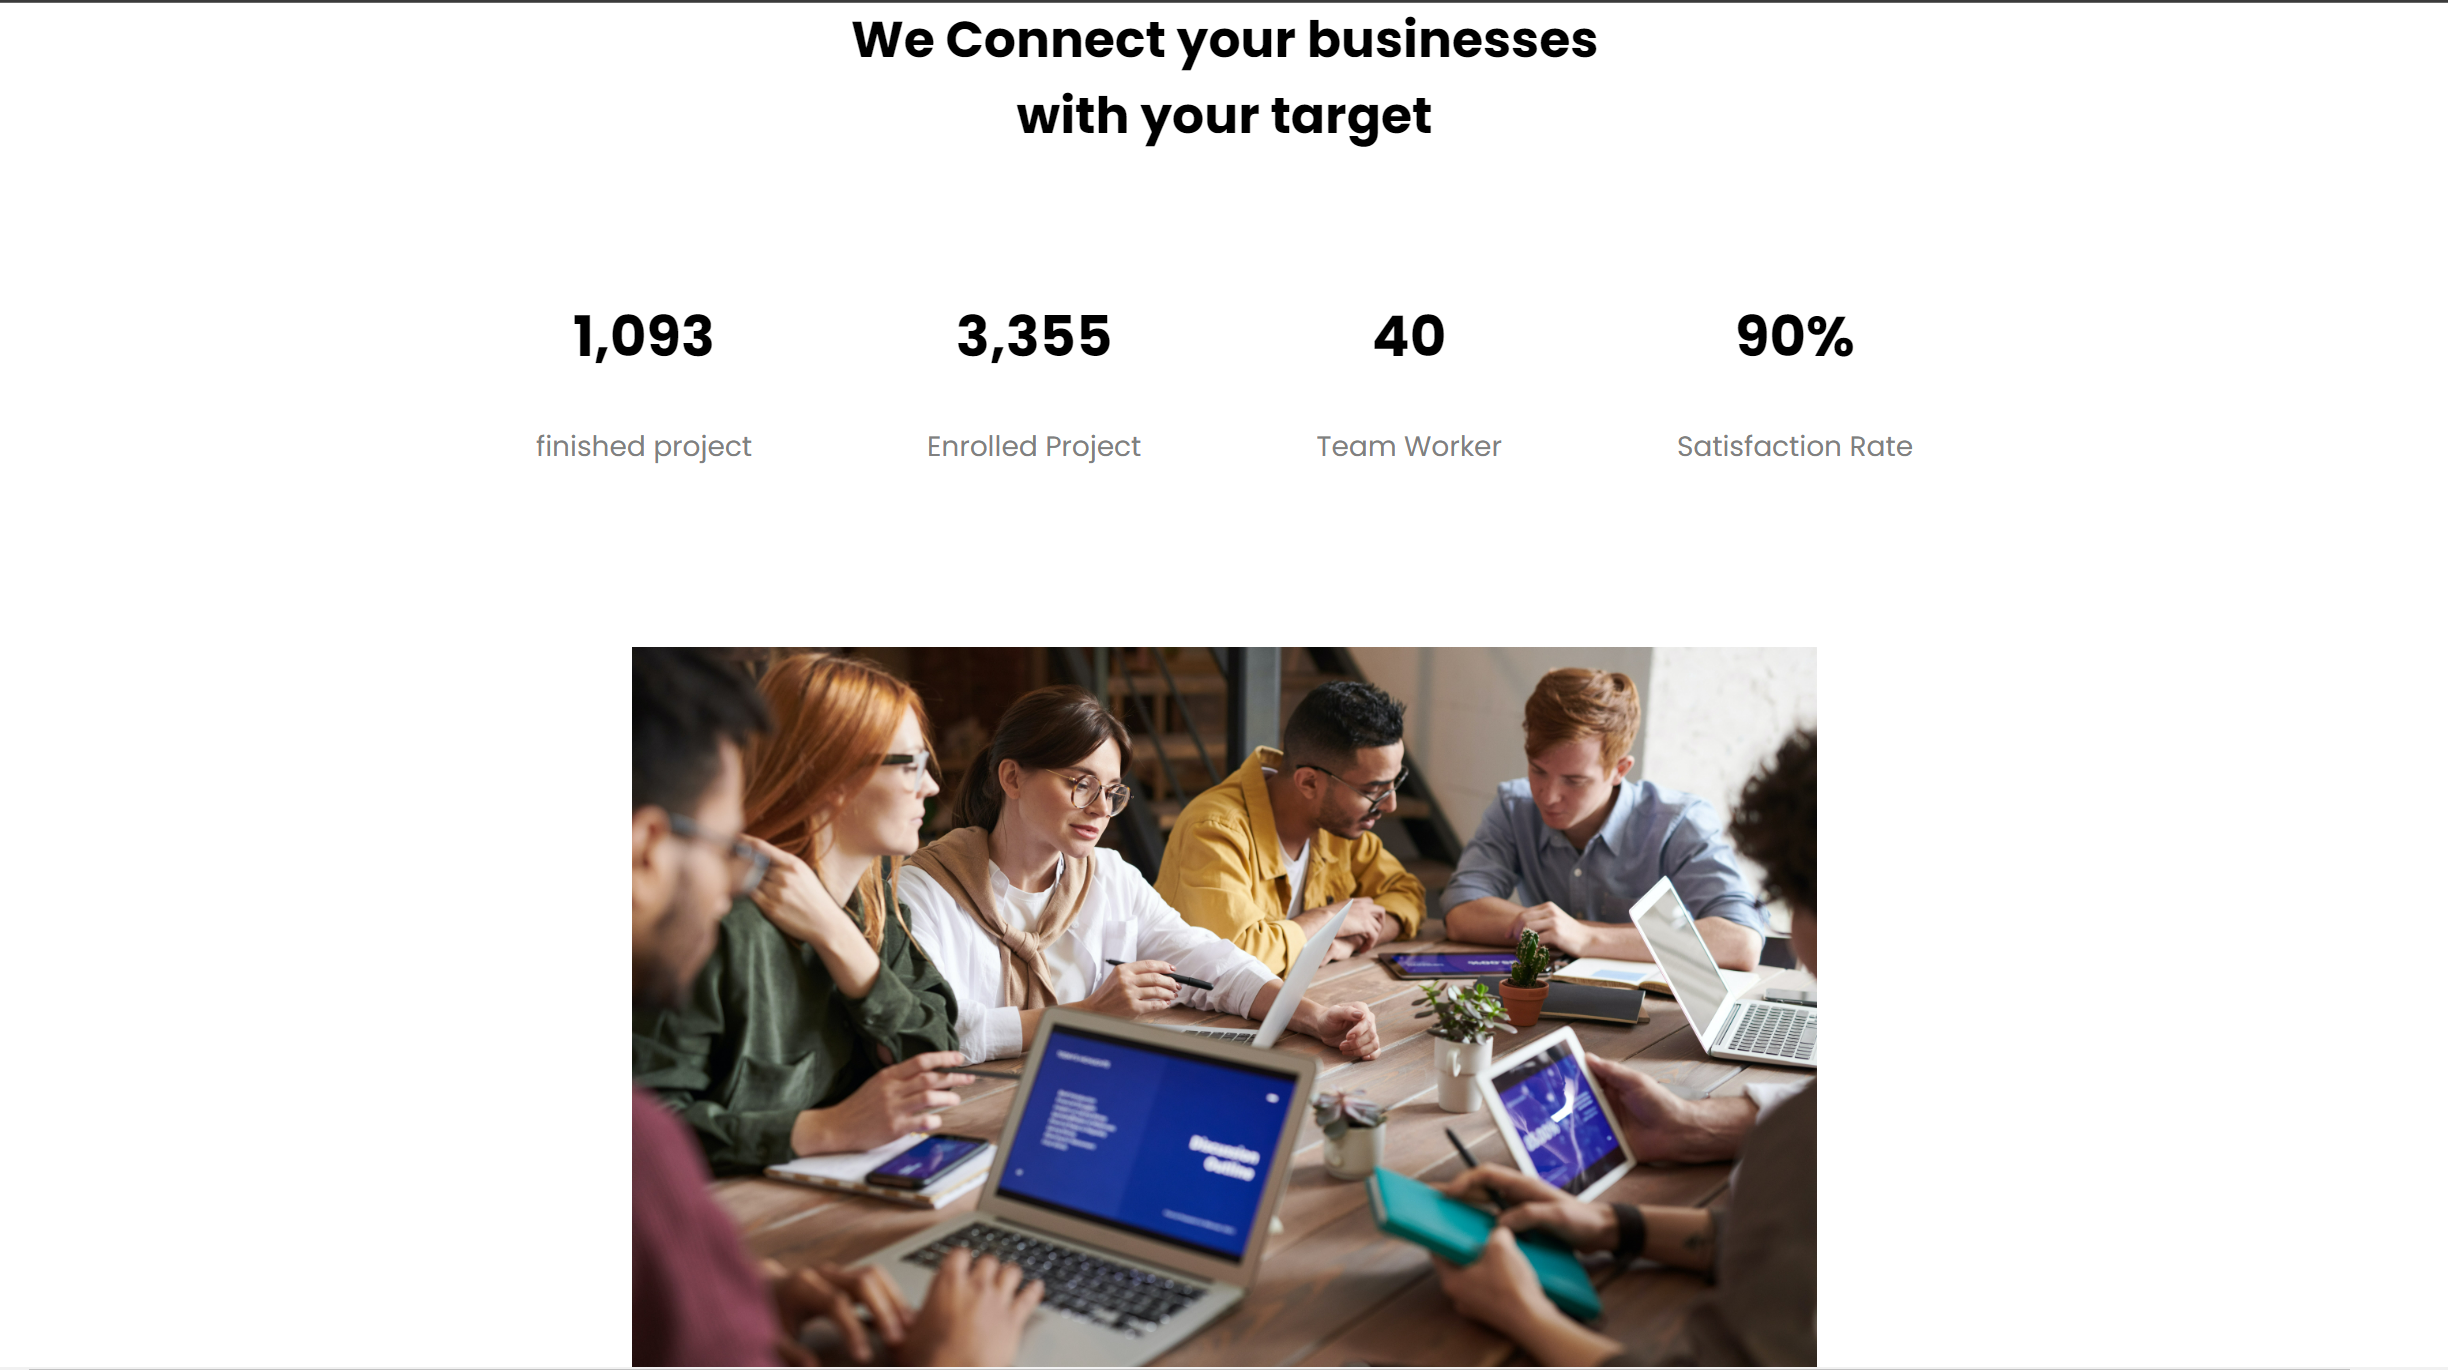 We Connect your businesses
with your target
1,093
3,355
40
90%
finished project
Enrolled Project
Team Worker
Satisfaction Rate
Discussion
Outline